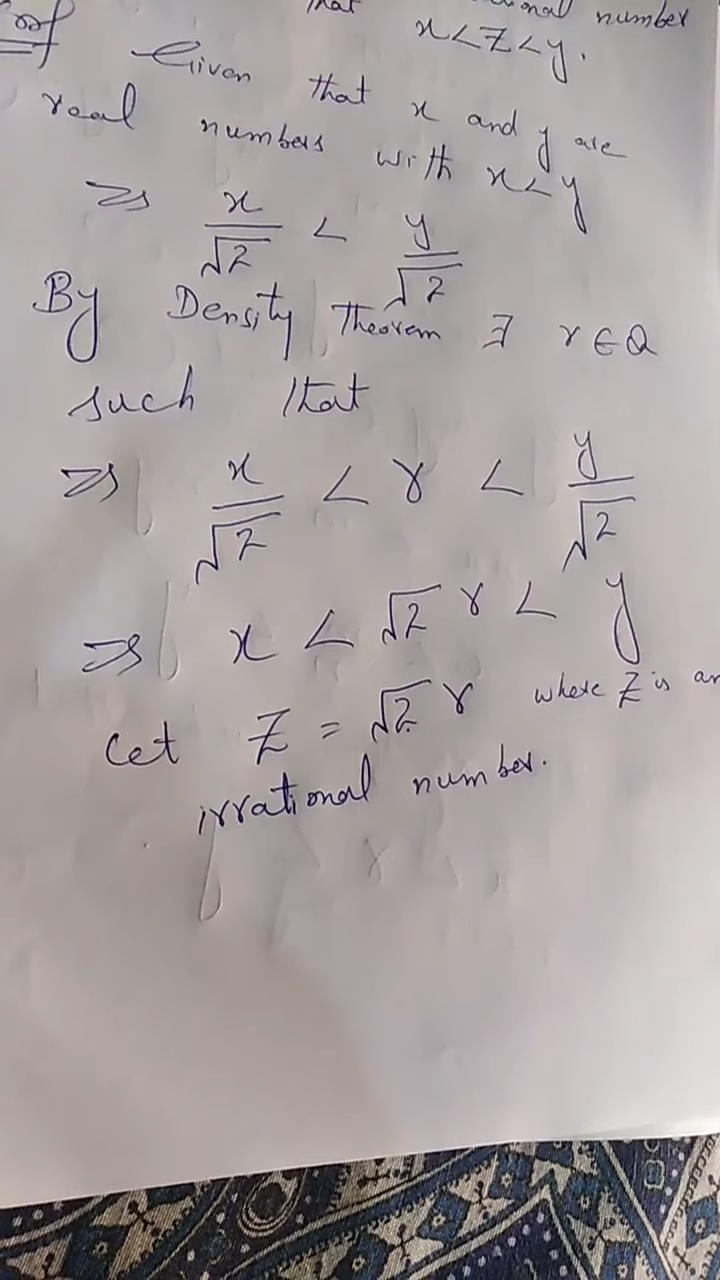 that number
x < Z < y.
Given that x and y are
real numbers with x < y
⇒ x/√2 < y/√2
By Density Theorem ∃ r ∈ Q
such that
⇒ x/√2 < r < y/√2
⇒ x < √2 r < y
Let Z = √2 r where Z is an
irrational number.